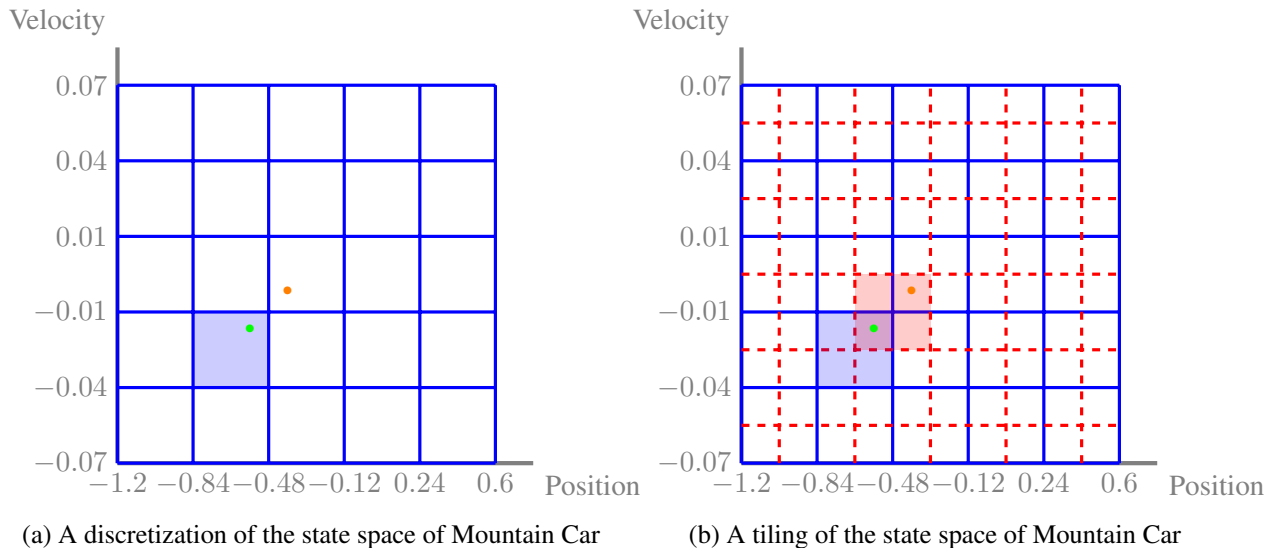 Velocity
0.07
0.04
0.01
−0.01
−0.04
−0.07
−1.2 −0.84 −0.48 −0.12 0.24 0.6
Position
(a) A discretization of the state space of Mountain Car
Velocity
0.07
0.04
0.01
−0.01
−0.04
−0.07
−1.2 −0.84 −0.48 −0.12 0.24 0.6
Position
(b) A tiling of the state space of Mountain Car